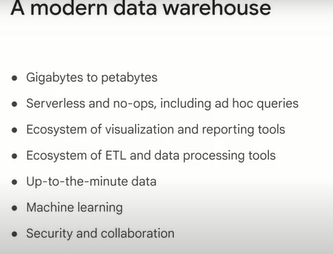 A modern data warehouse
● Gigabytes to petabytes
● Serverless and no-ops, including ad hoc queries
● Ecosystem of visualization and reporting tools
● Ecosystem of ETL and data processing tools
● Up-to-the-minute data
● Machine learning
● Security and collaboration